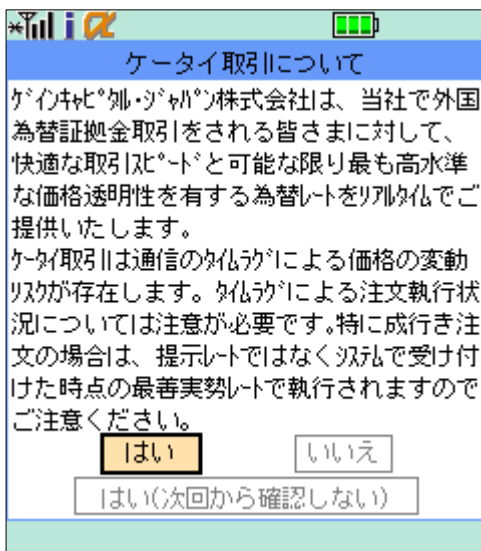 i α
ケータイ取引について
ｹﾞｲﾝｷｬﾋﾟﾀﾙ・ｼﾞｬﾊﾟﾝ株式会社は、当社で外国
為替証拠金取引をされる皆さまに対して、
快適な取引ｽﾋﾟｰﾄﾞと可能な限り最も高水準
な価格透明性を有する為替ﾚｰﾄをﾘｱﾙﾀｲﾑでご
提供いたします。
ｹｰﾀｲ取引は通信のﾀｲﾑﾗｸﾞによる価格の変動
ﾘｽｸが存在します。ﾀｲﾑﾗｸﾞによる注文執行状
況については注意が必要です。特に成行き注
文の場合は、提示ﾚｰﾄではなくｼｽﾃﾑで受け付
けた時点の最善実勢ﾚｰﾄで執行されますので
ご注意ください。
はい いいえ
はい(次回から確認しない)